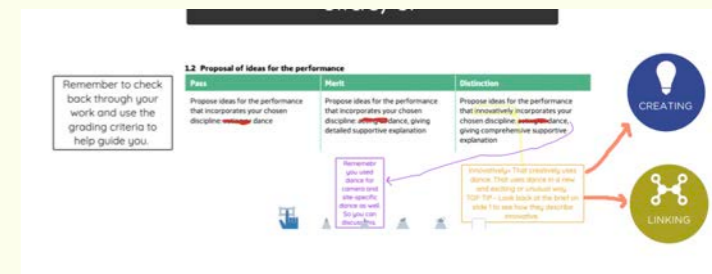 1.2 Proposal of ideas for the performance
Remember to check
back through your
work and use the
grading criteria to
help guide you.
Pass
Propose ideas for the performance
that incorporates your chosen
discipline: dance
Merit
Propose ideas for the performance
that incorporates your chosen
discipline: dance, giving
detailed supportive explanation
Distinction
Propose ideas for the performance
that innovatively incorporates your
chosen discipline: dance,
giving comprehensive supportive
explanation
CREATING
Remembr
you used
dance for
camera and
site-specific
dance as well.
So you can
discuss this.
Innovatively= That creatively uses
dance. That uses dance in a new
and exciting or unusual way.
TOP TIP - Look back at the brief on
slide 1 to see how they describe
innovative.
LINKING